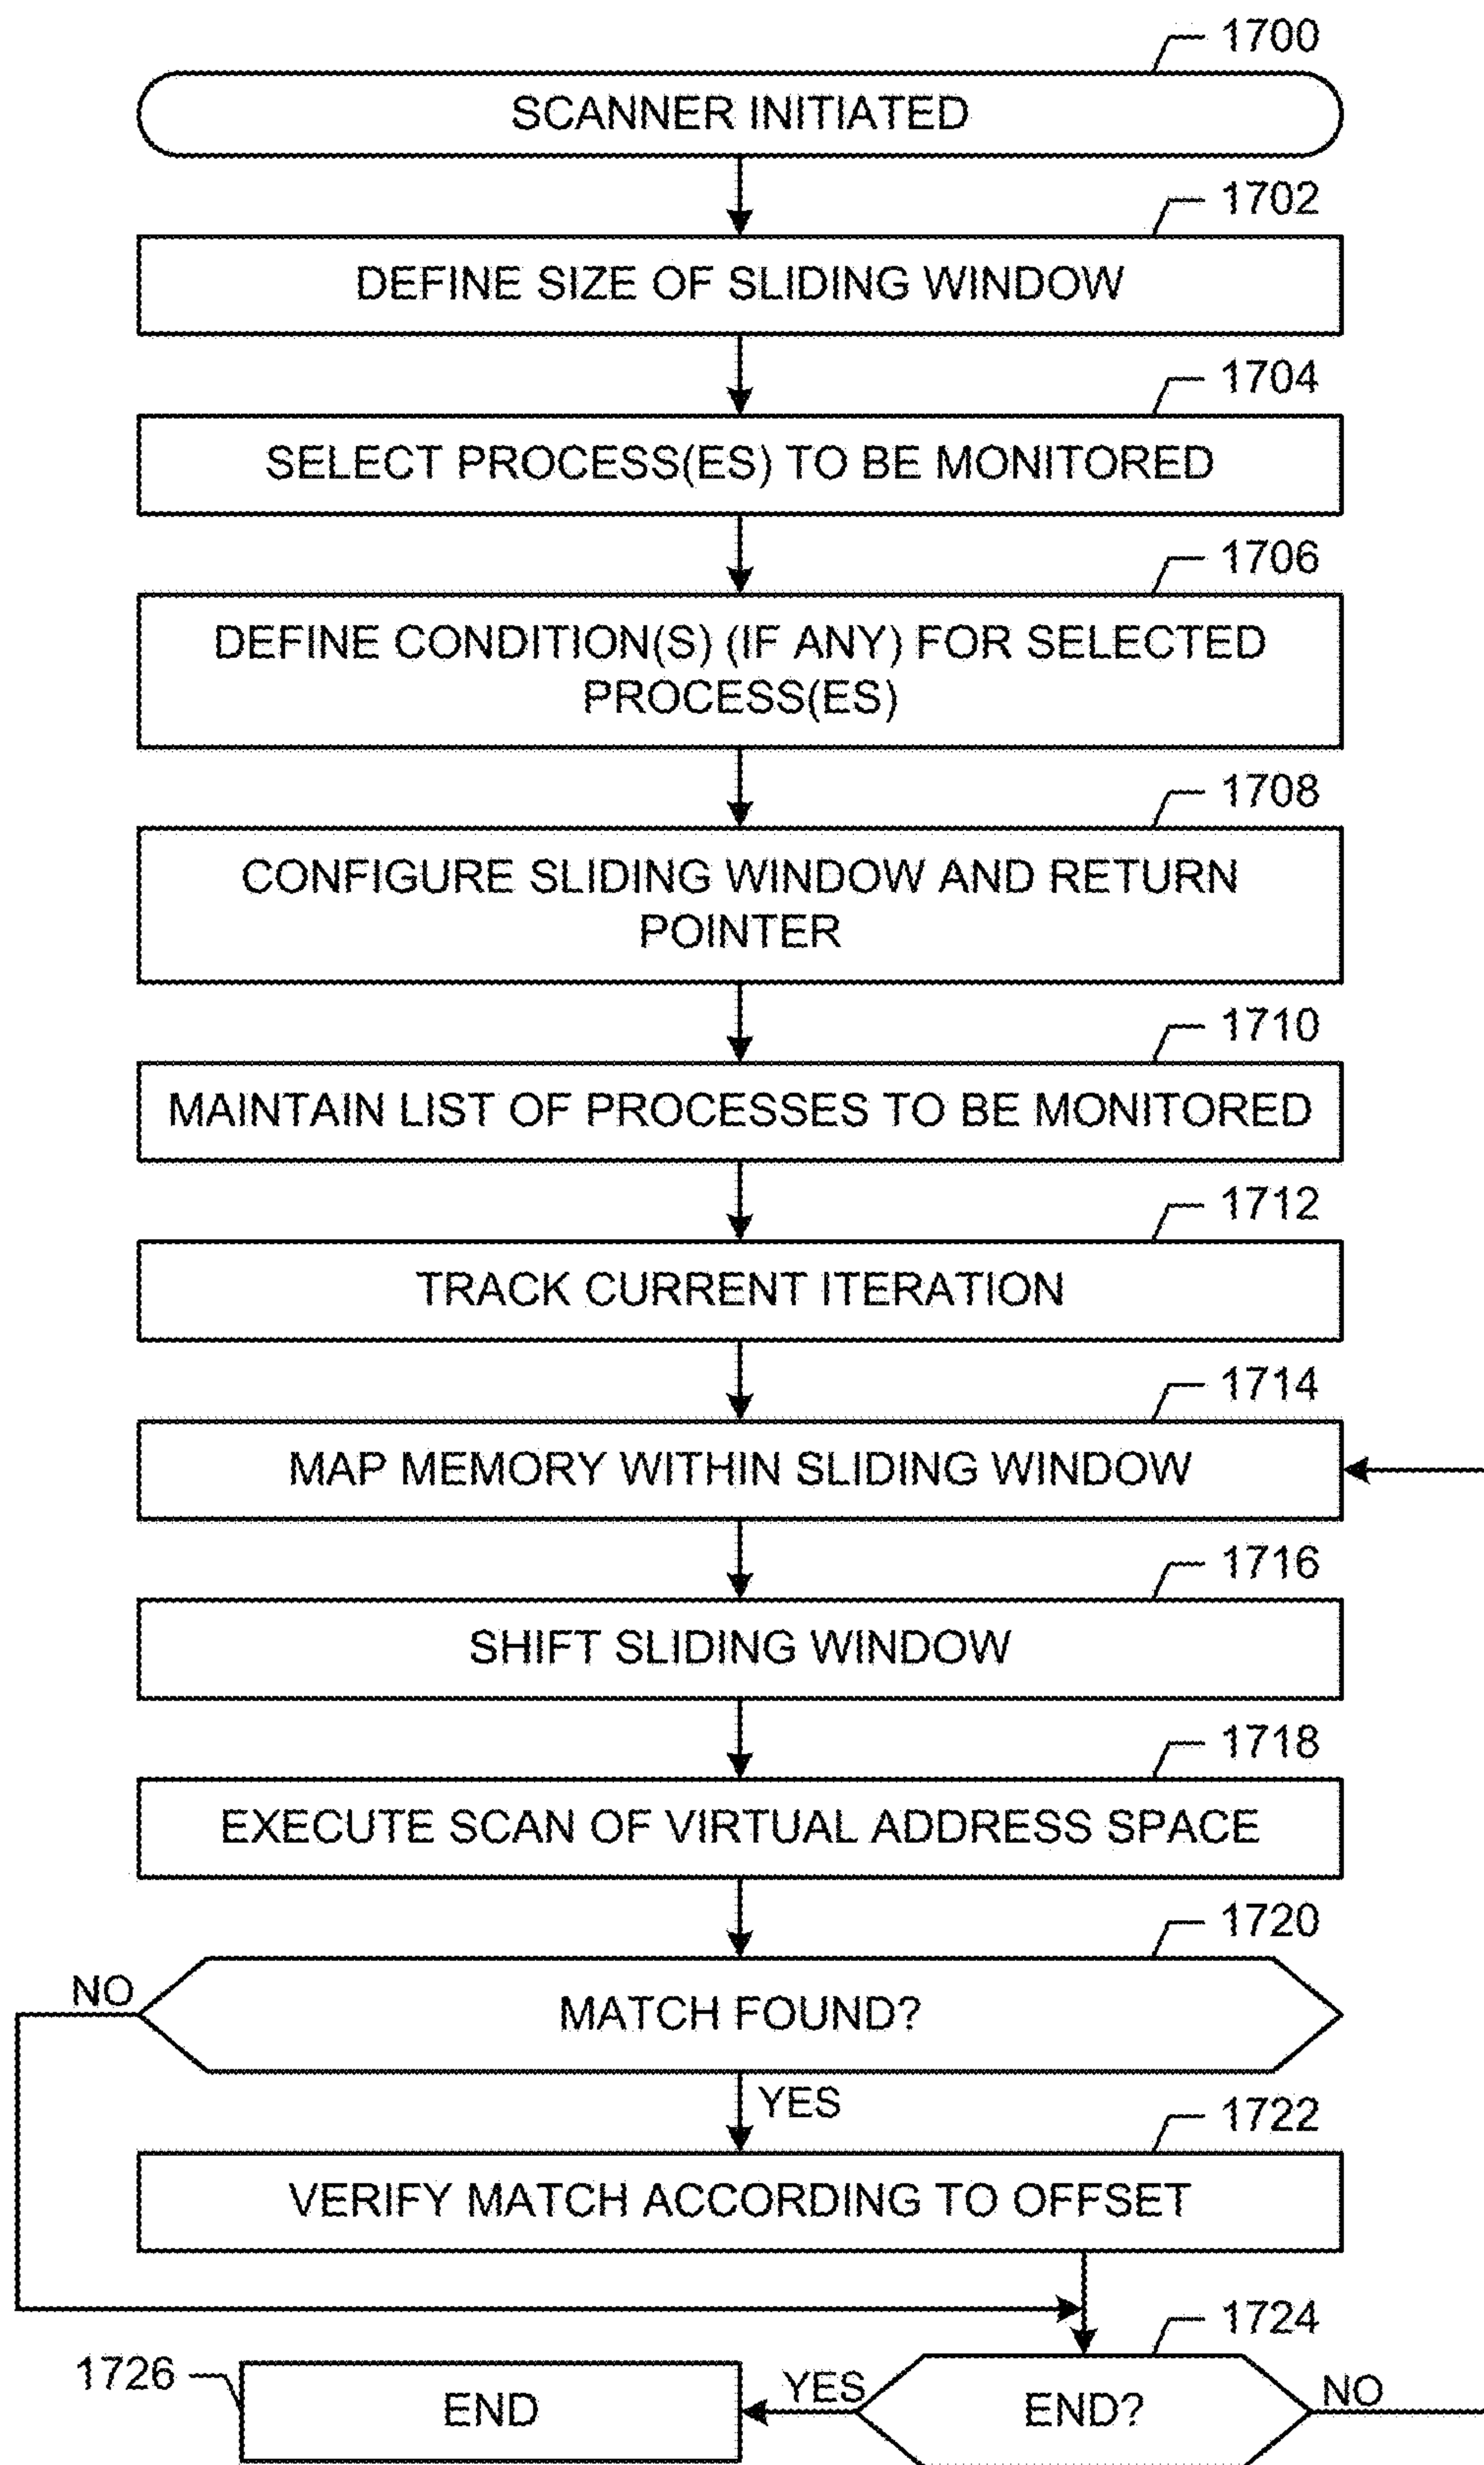 1700
SCANNER INITIATED
1702
DEFINE SIZE OF SLIDING WINDOW
1704
SELECT PROCESS(ES) TO BE MONITORED
1706
DEFINE CONDITION(S) (IF ANY) FOR SELECTED
PROCESS(ES)
1708
CONFIGURE SLIDING WINDOW AND RETURN
POINTER
1710
MAINTAIN LIST OF PROCESSES TO BE MONITORED
1712
TRACK CURRENT ITERATION
1714
MAP MEMORY WITHIN SLIDING WINDOW
1716
SHIFT SLIDING WINDOW
1718
EXECUTE SCAN OF VIRTUAL ADDRESS SPACE
1720
NO
MATCH FOUND?
YES
1722
VERIFY MATCH ACCORDING TO OFFSET
1724
1726
END
YES
END?
NO